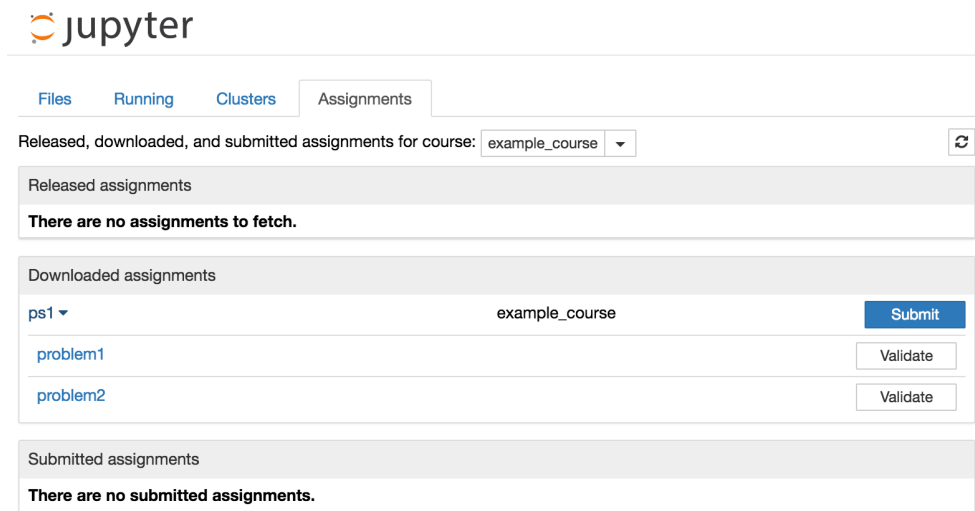 jupyter
Files Running Clusters Assignments
Released, downloaded, and submitted assignments for course: example_course
Released assignments
There are no assignments to fetch.
Downloaded assignments
ps1 example_course Submit
problem1 Validate
problem2 Validate
Submitted assignments
There are no submitted assignments.